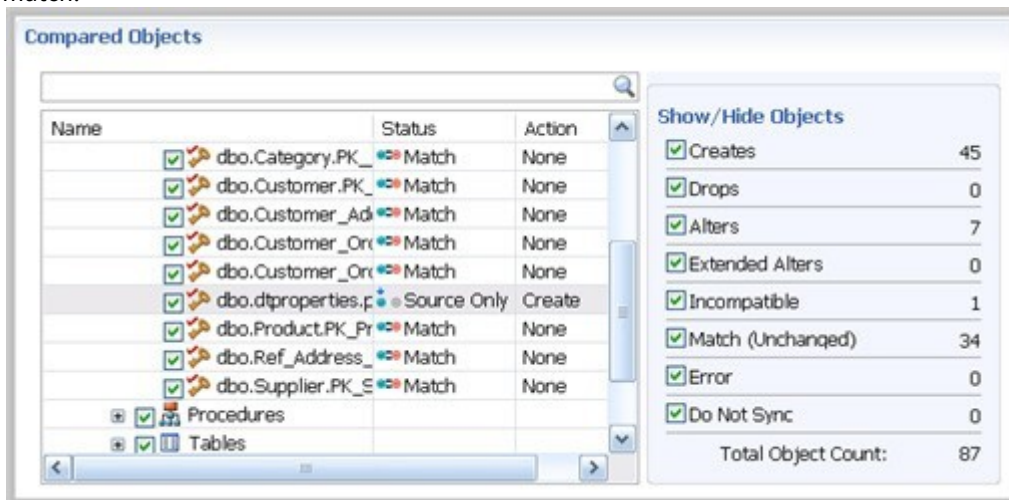 match.
Compared Objects
Name Status Action
dbo.Category.PK_ Match None
dbo.Customer.PK_ Match None
dbo.Customer_Ad Match None
dbo.Customer_Ord Match None
dbo.Customer_Ord Match None
dbo.dtproperties.p Source Only Create
dbo.Product.PK_Pr Match None
dbo.Ref_Address_ Match None
dbo.Supplier.PK_S Match None
Procedures
Tables
Show/Hide Objects
Creates 45
Drops 0
Alters 7
Extended Alters 0
Incompatible 1
Match (Unchanged) 34
Error 0
Do Not Sync 0
Total Object Count: 87